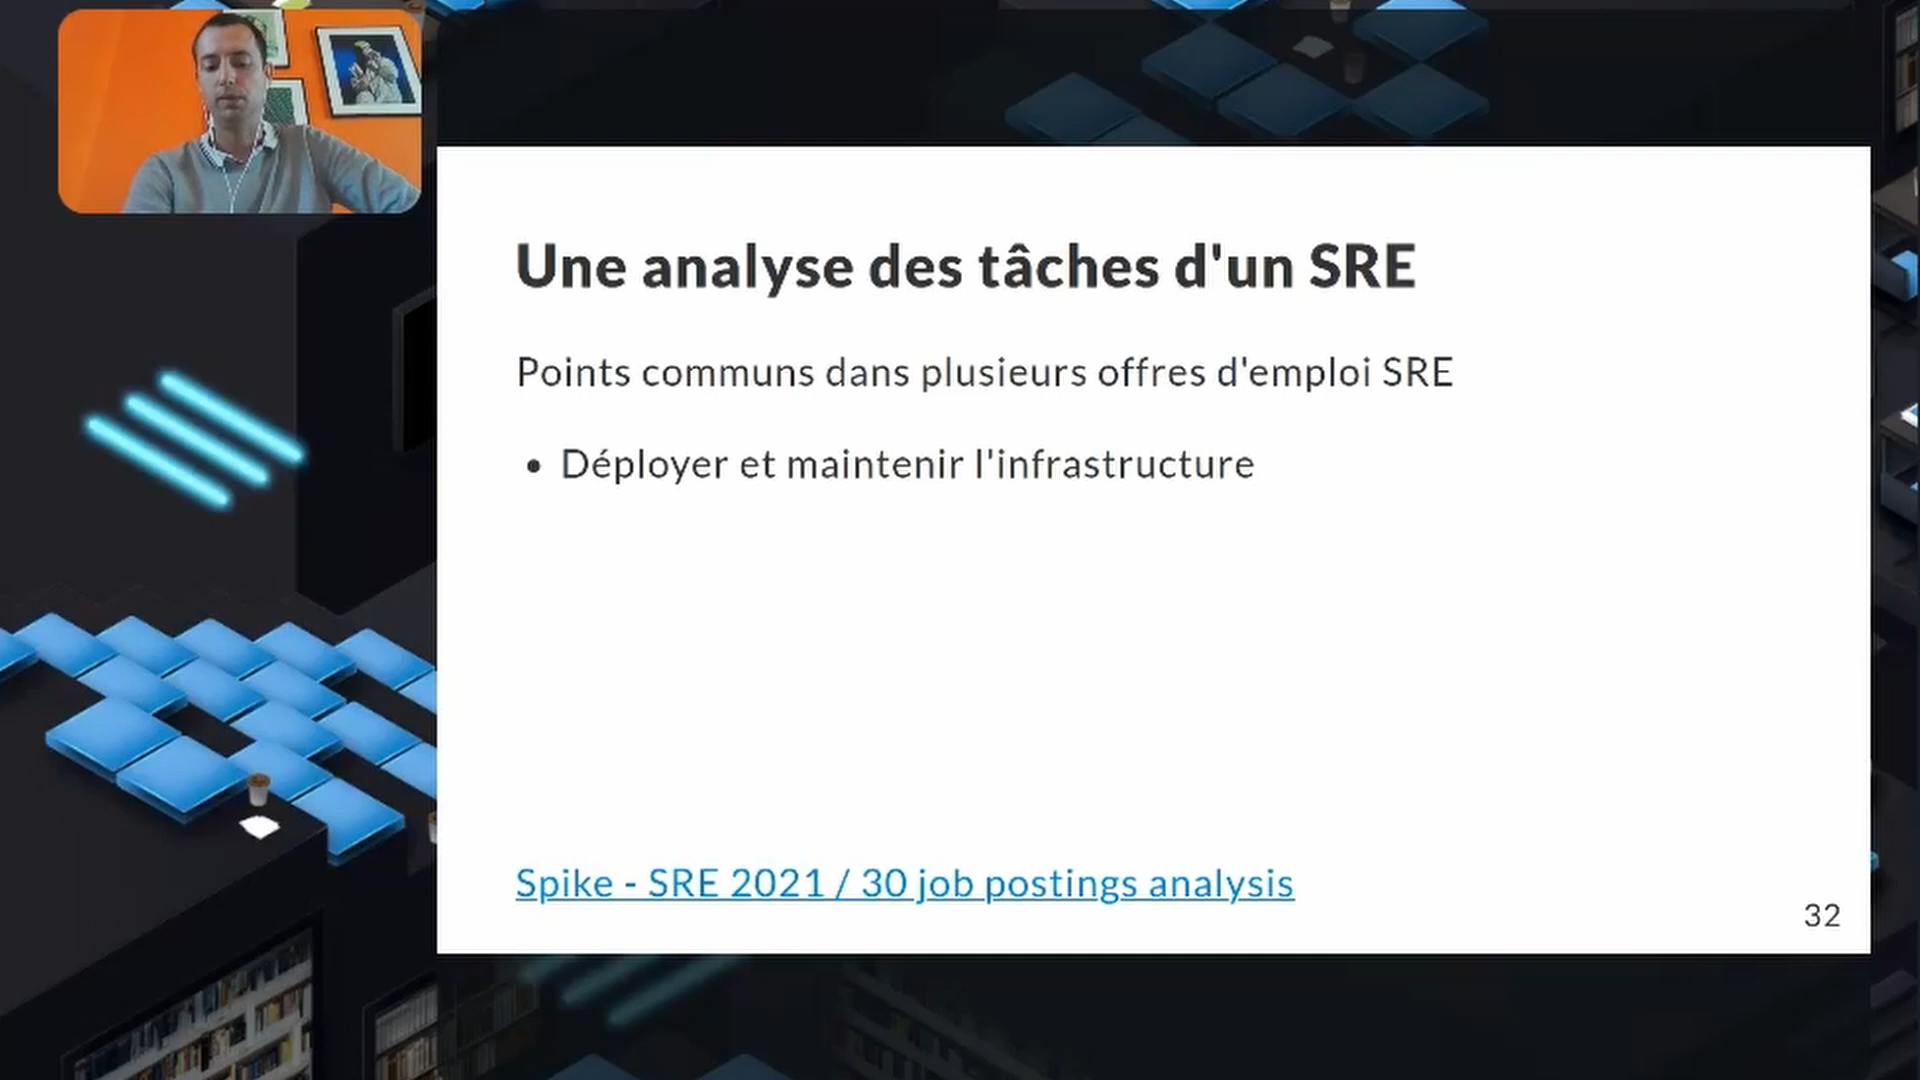 Une analyse des tâches d'un SRE
Points communs dans plusieurs offres d'emploi SRE
• Déployer et maintenir l'infrastructure
Spike - SRE 2021 / 30 job postings analysis
32